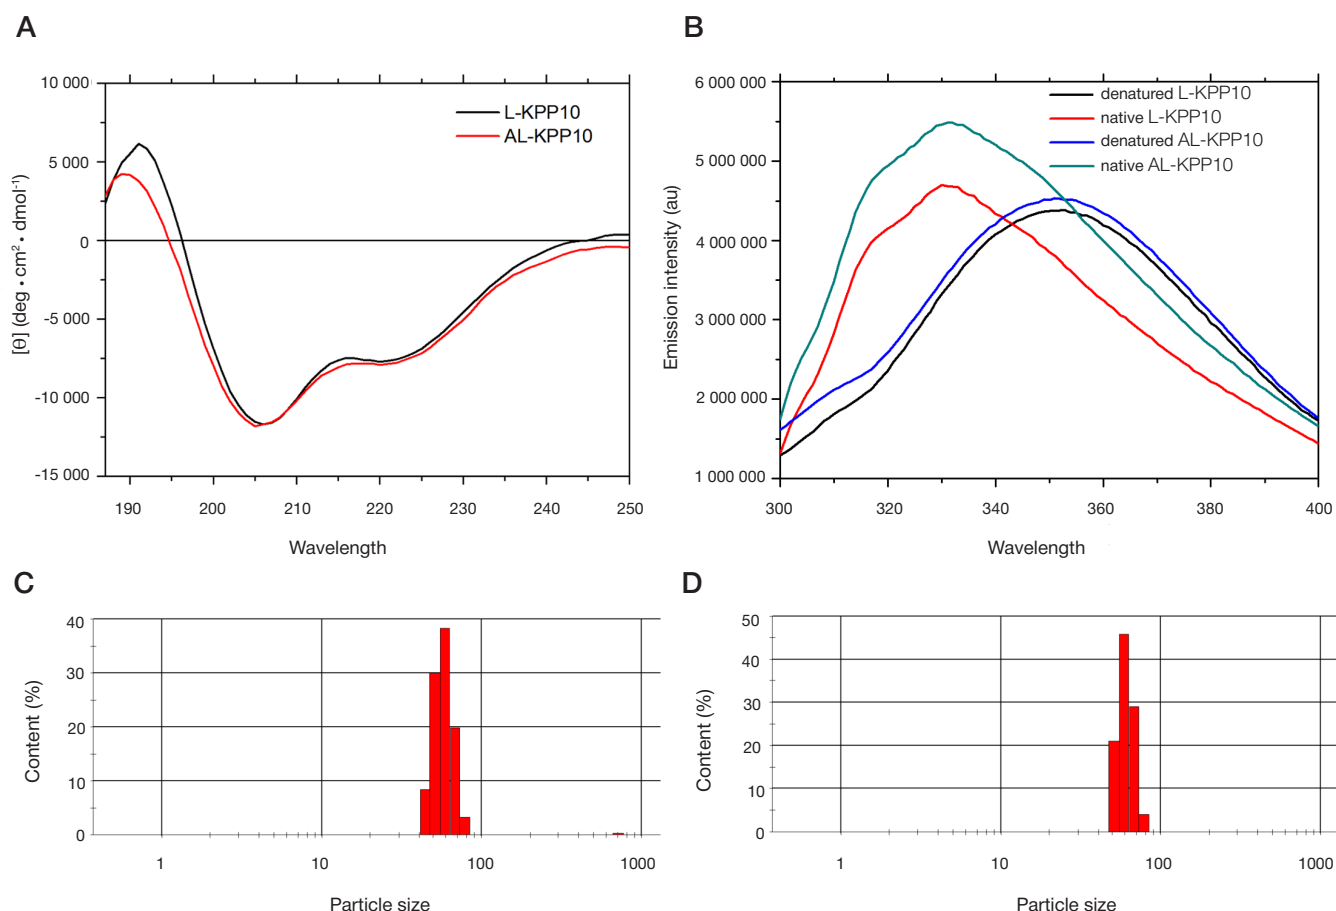 A
10 000
5 000
0
-5 000
-10 000
-15 000
[θ] (deg • cm² • dmol⁻¹)
L-KPP10
AL-KPP10
190 200 210 220 230 240 250
Wavelength
B
6 000 000
5 000 000
4 000 000
3 000 000
2 000 000
1 000 000
Emission intensity (au)
denatured L-KPP10
native L-KPP10
denatured AL-KPP10
native AL-KPP10
300 320 340 360 380 400
Wavelength
C
40
30
20
10
0
Content (%)
1 10 100 1000
Particle size
D
50
40
30
20
10
0
Content (%)
1 10 100 1000
Particle size